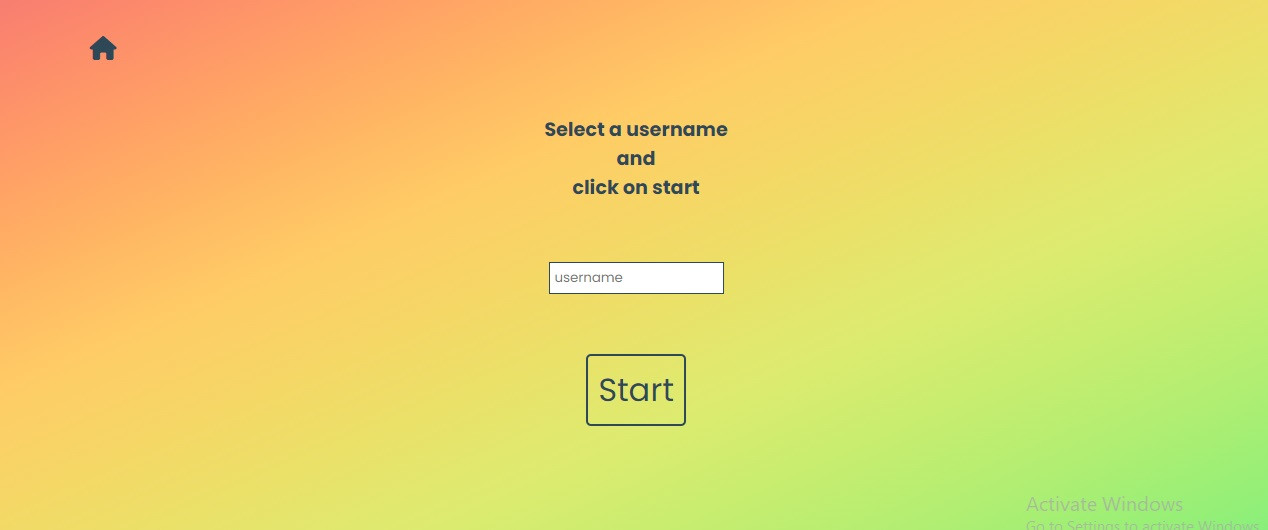 Select a username
and
click on start
username
Start
Activate Windows
Go to Settings to activate Windows.